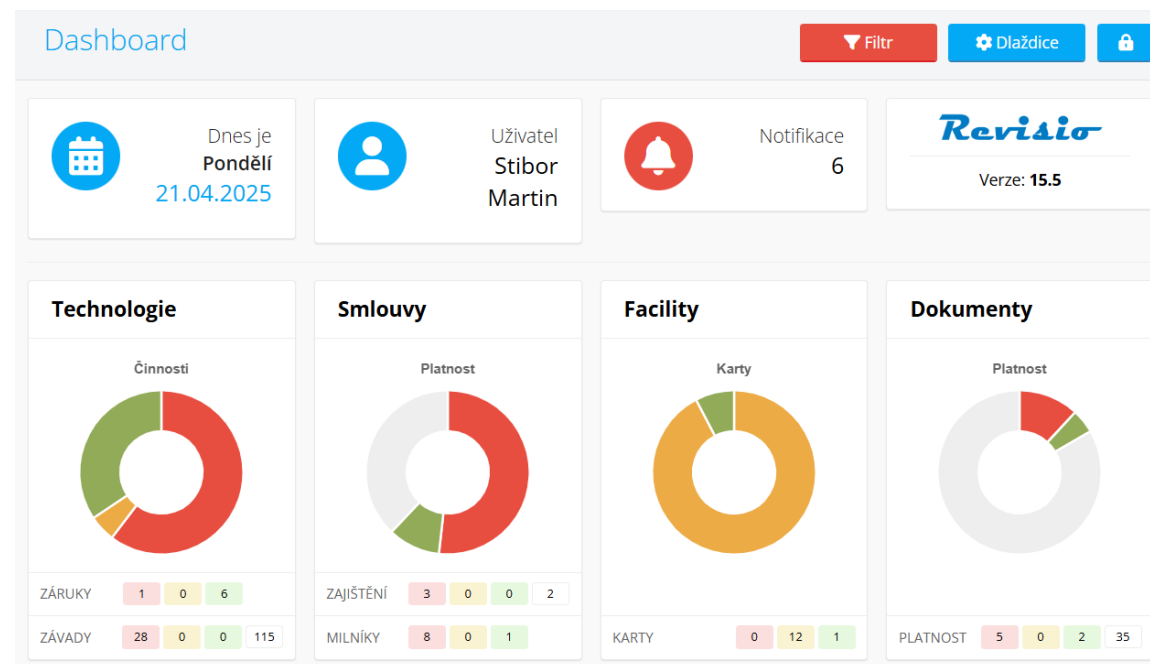 Dashboard
Filtr
Dlaždice
Dnes je
Pondělí
21.04.2025
Uživatel
Stibor
Martin
Notifikace
6
Revisio
Verze: 15.5
Technologie
Činnosti
ZÁRUKY 1 0 6
ZÁVADY 28 0 0 115
Smlouvy
Platnost
ZAJIŠTĚNÍ 3 0 0 2
MILNÍKY 8 0 1
Facility
Karty
KARTY 0 12 1
Dokumenty
Platnost
PLATNOST 5 0 2 35